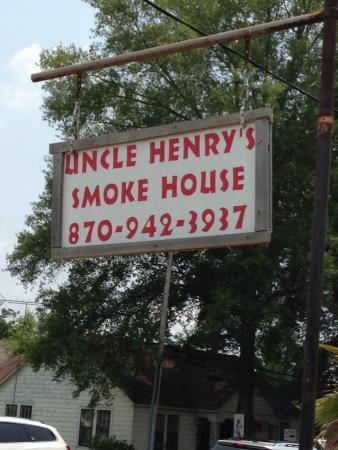 UNCLE HENRY'S
SMOKE HOUSE
870-942-3937